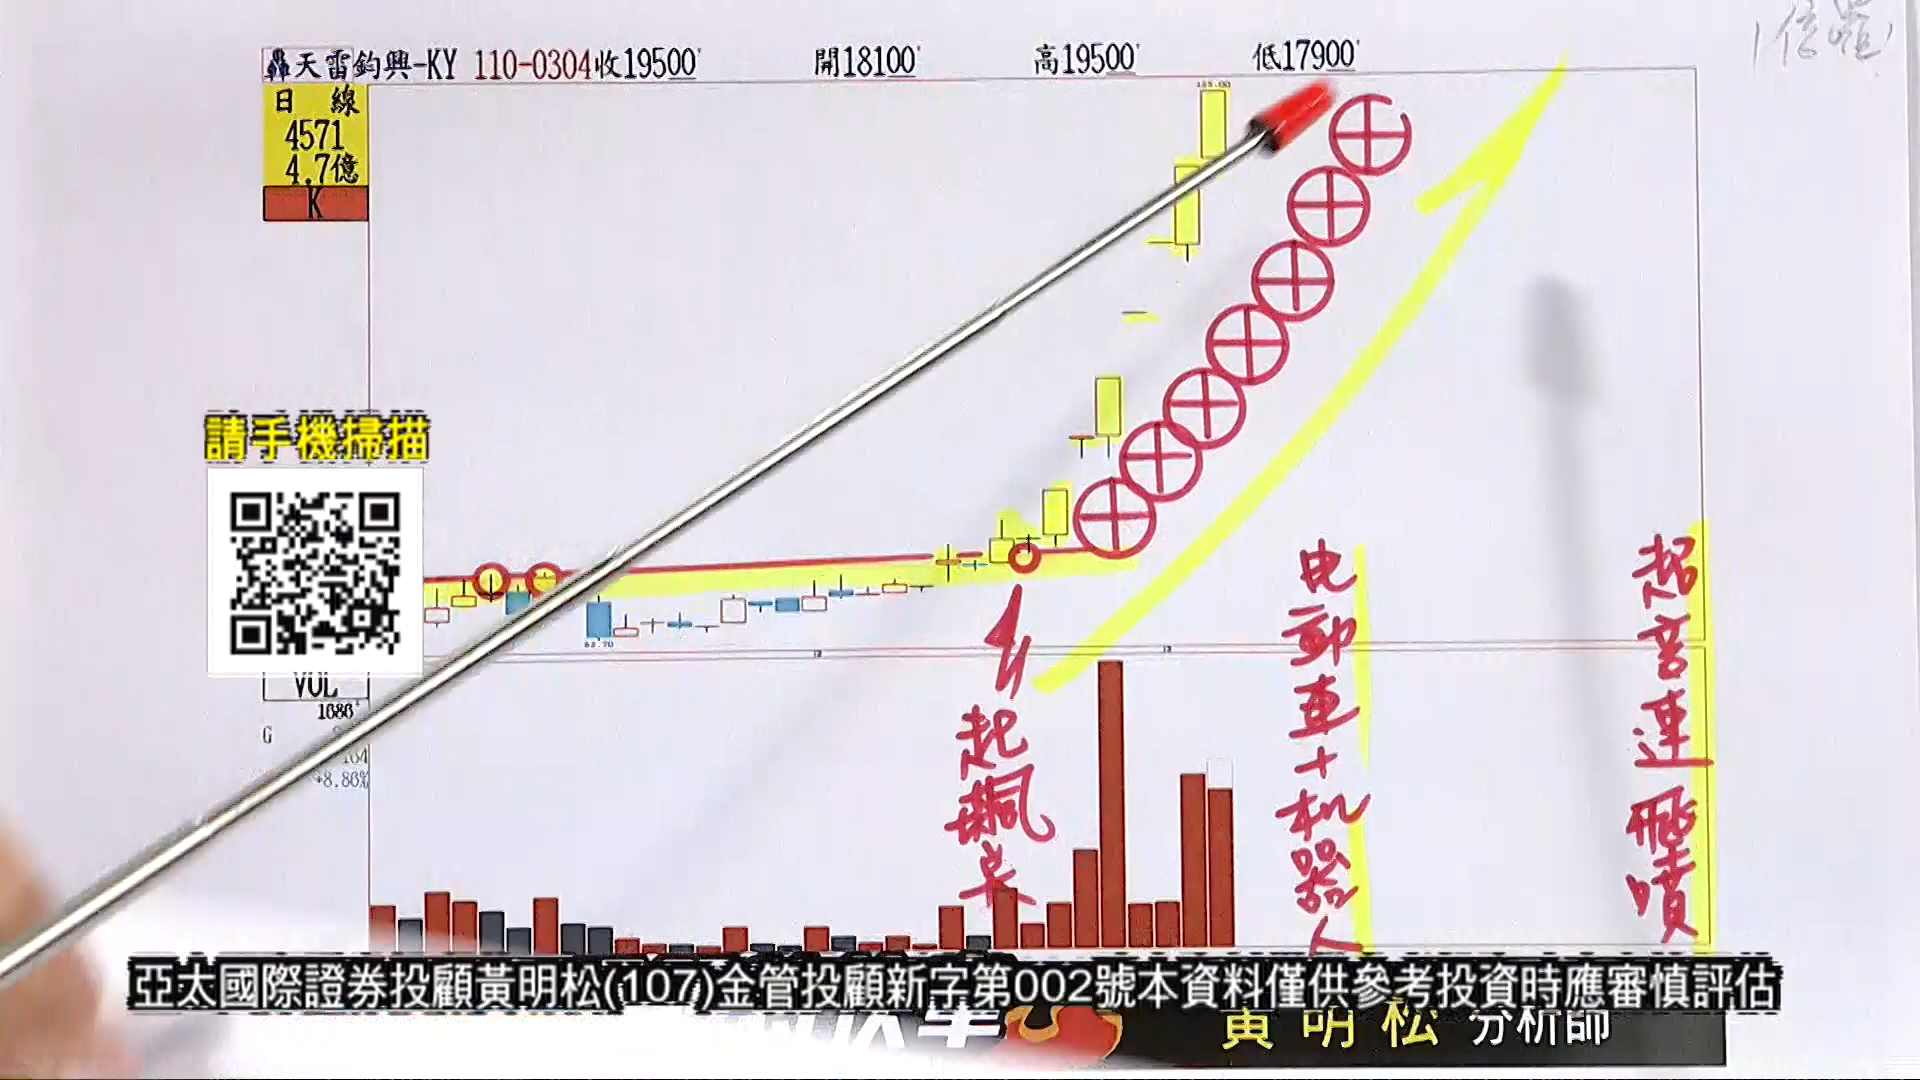 天雷鈞興-KY 110-0304收19500 開18100 高19500 低17900
日線
4571
4.7億
K
請手機掃描
VOL
1686
G
+8.86%
起飆点
电動車+机器人
超音速飛噴
亞太國際證券投顧黃明松(107)金管投顧新字第002號本資料僅供參考投資時應審慎評估
黃明松 分析師